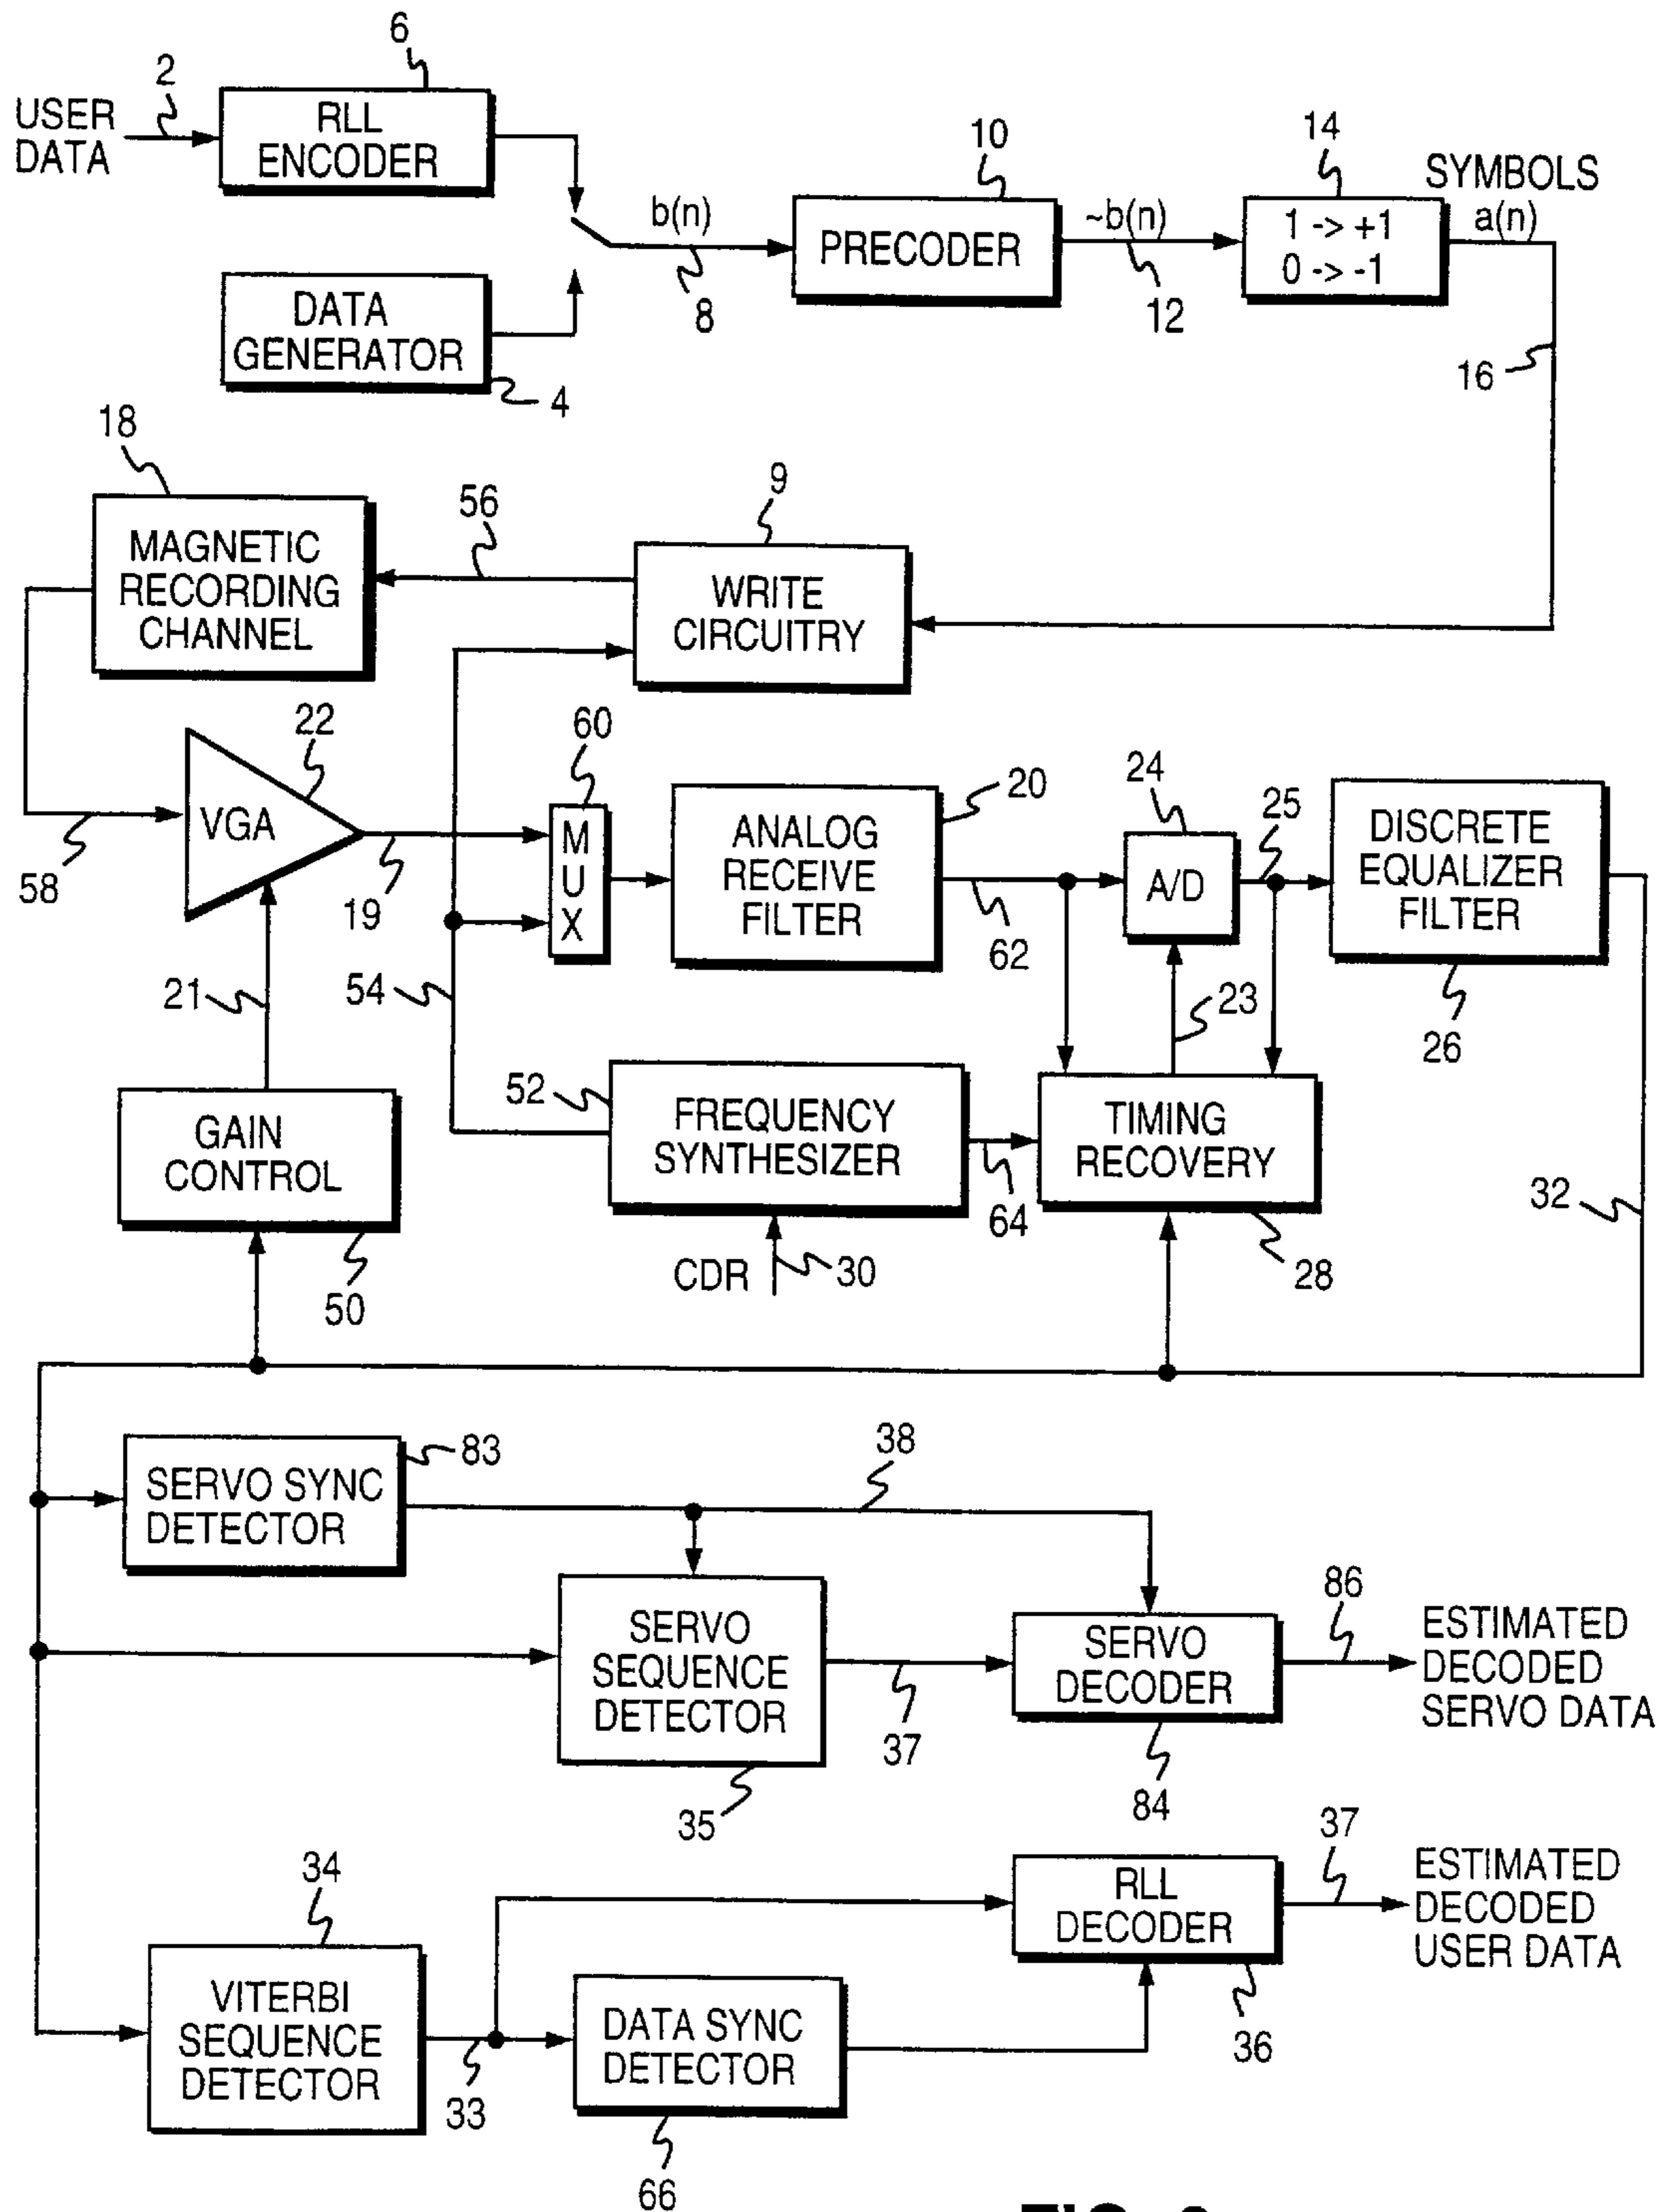 6
2
USER
DATA
RLL
ENCODER
10
14
SYMBOLS
b(n)
PRECODER
~b(n)
1 -> +1
0 -> -1
a(n)
8
12
DATA
GENERATOR
4
16
18
56
9
MAGNETIC
RECORDING
CHANNEL
WRITE
CIRCUITRY
22
60
20
24
25
VGA
M
U
X
ANALOG
RECEIVE
FILTER
A/D
DISCRETE
EQUALIZER
FILTER
58
19
62
21
54
23
26
52
GAIN
CONTROL
FREQUENCY
SYNTHESIZER
TIMING
RECOVERY
64
32
50
CDR
30
28
83
38
SERVO SYNC
DETECTOR
86
SERVO
SEQUENCE
DETECTOR
SERVO
DECODER
ESTIMATED
DECODED
SERVO DATA
37
35
84
34
37
RLL
DECODER
ESTIMATED
DECODED
USER DATA
VITERBI
SEQUENCE
DETECTOR
DATA SYNC
DETECTOR
36
33
66